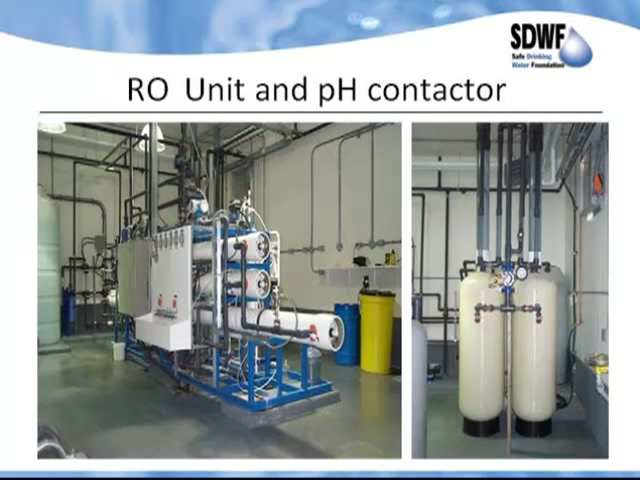 SDWF
Safe Drinking
Water Foundation
RO Unit and pH contactor